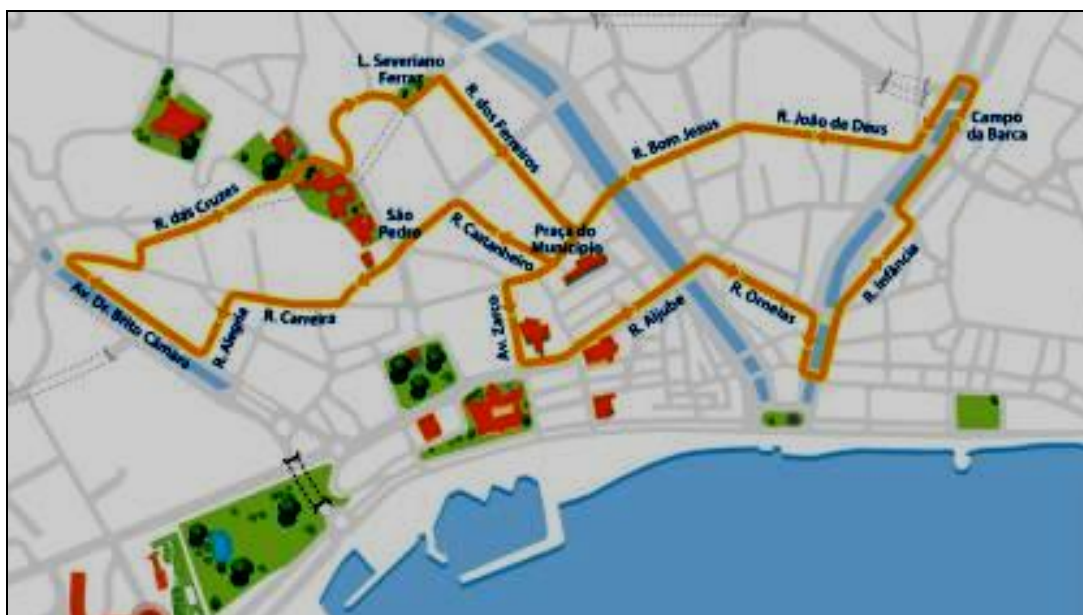 L. Severiano
Ferraz
R. dos Ferreiros
R. Bom Jesus
R. João de Deus
Campo
da Barca
R. das Cruzes
São
Pedro
R. Castanheiro
Praça do
Município
R. Infância
Av. Dr. Brito Câmara
R. Alegria
R. Carreira
Av. Zarco
R. Aljube
R. Ornelas